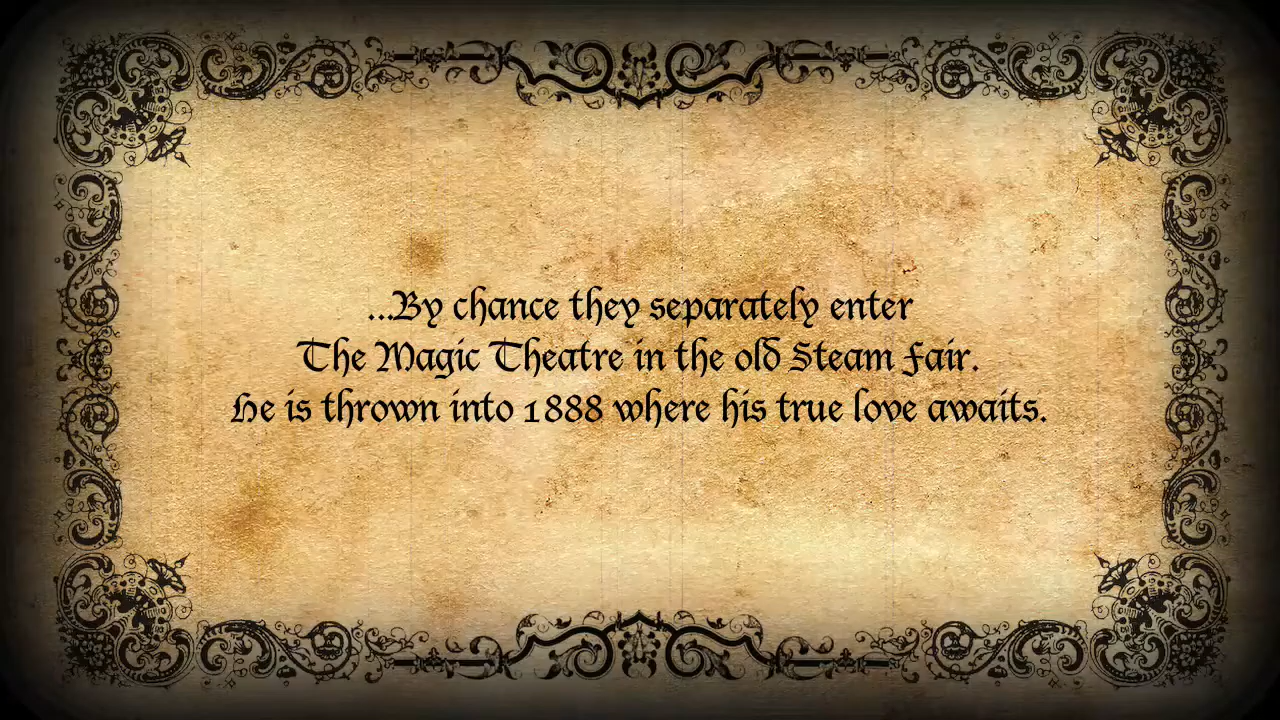 ...By chance they separately enter
The Magic Theatre in the old Steam Fair.
He is thrown into 1888 where his true love awaits.